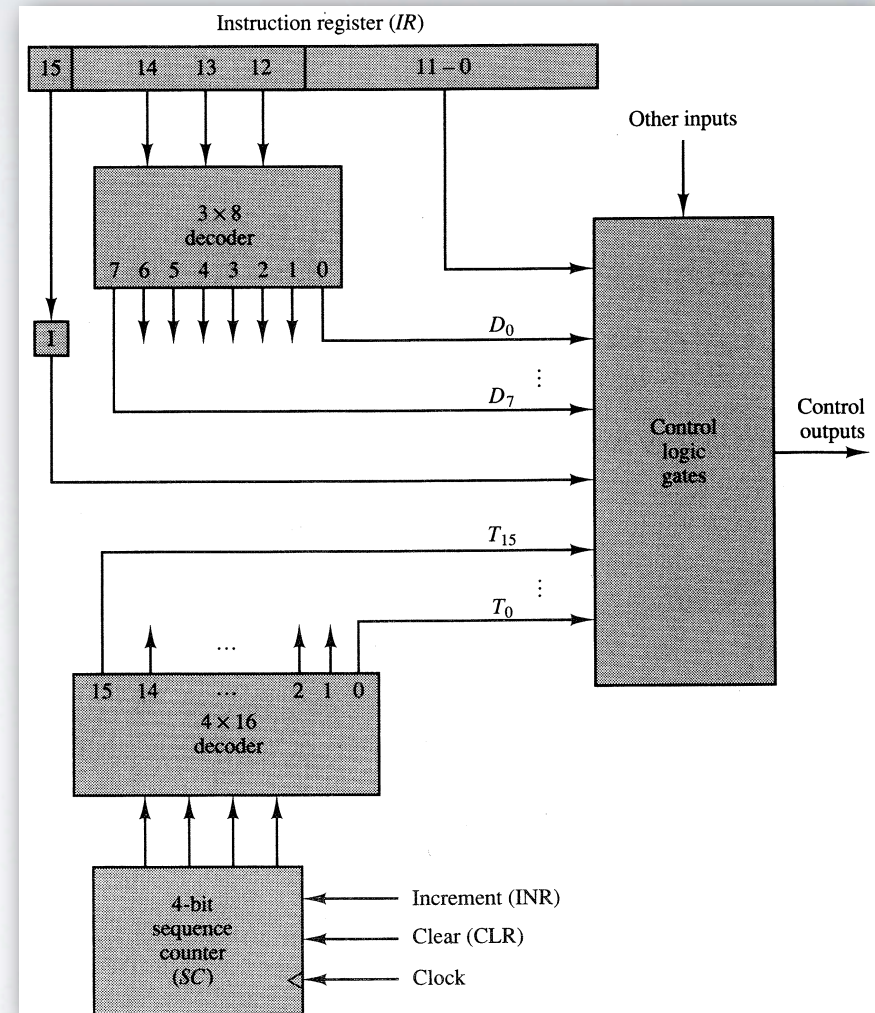 Instruction register (IR)
15 14 13 12 11 – 0
Other inputs
3 × 8
decoder
7 6 5 4 3 2 1 0
1
D0
⋮
D7
Control
logic
gates
Control
outputs
T15
⋮
T0
...
15 14 ... 2 1 0
4 × 16
decoder
4-bit
sequence
counter
(SC)
Increment (INR)
Clear (CLR)
Clock